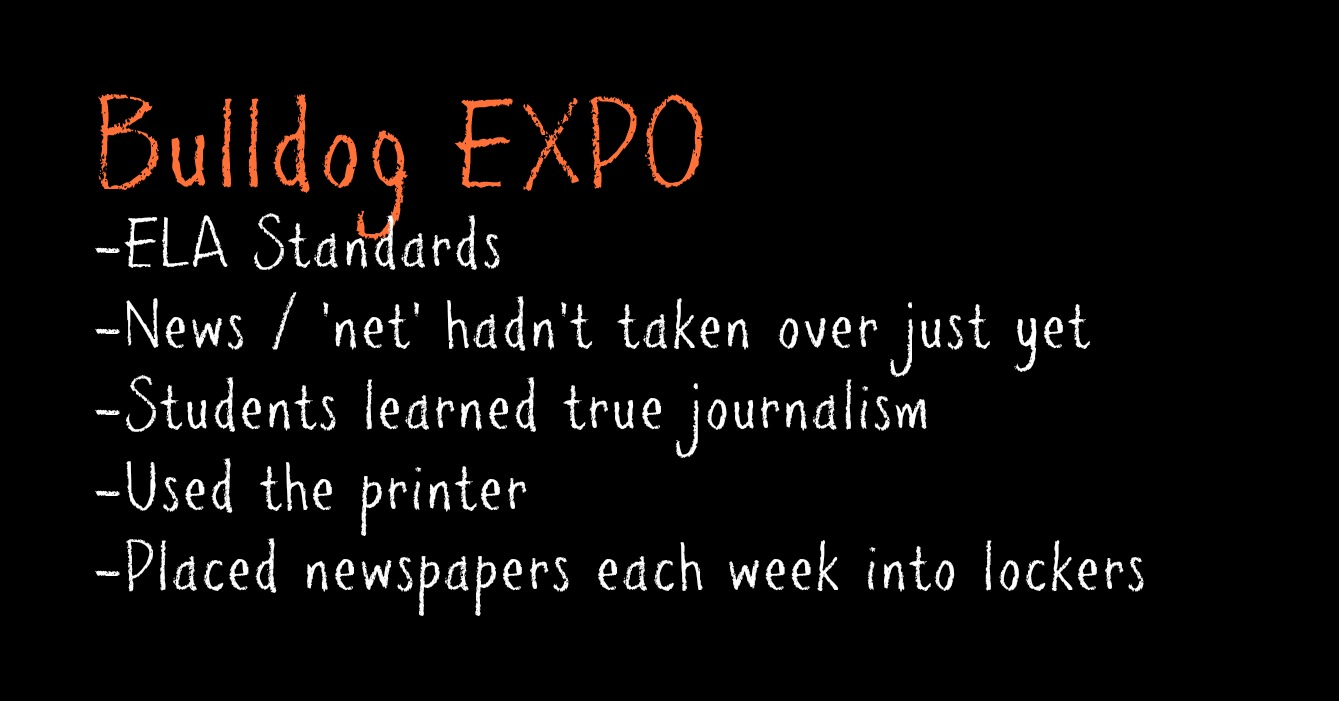 Bulldog EXPO
-ELA Standards
-News / 'net' hadn't taken over just yet
-Students learned true journalism
-Used the printer
-Placed newspapers each week into lockers